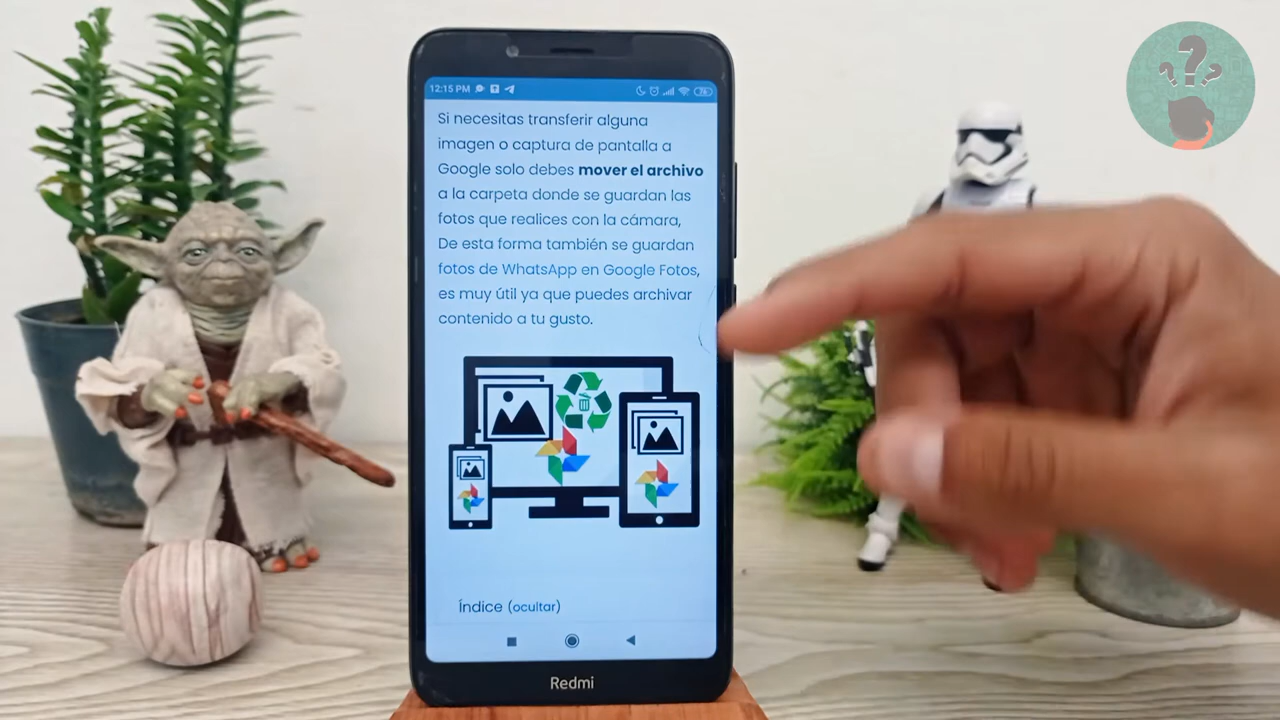 12:15 PM
76
Si necesitas transferir alguna
imagen o captura de pantalla a
Google solo debes mover el archivo
a la carpeta donde se guardan las
fotos que realices con la cámara,
De esta forma también se guardan
fotos de WhatsApp en Google Fotos,
es muy útil ya que puedes archivar
contenido a tu gusto.
Índice (ocultar)
Redmi